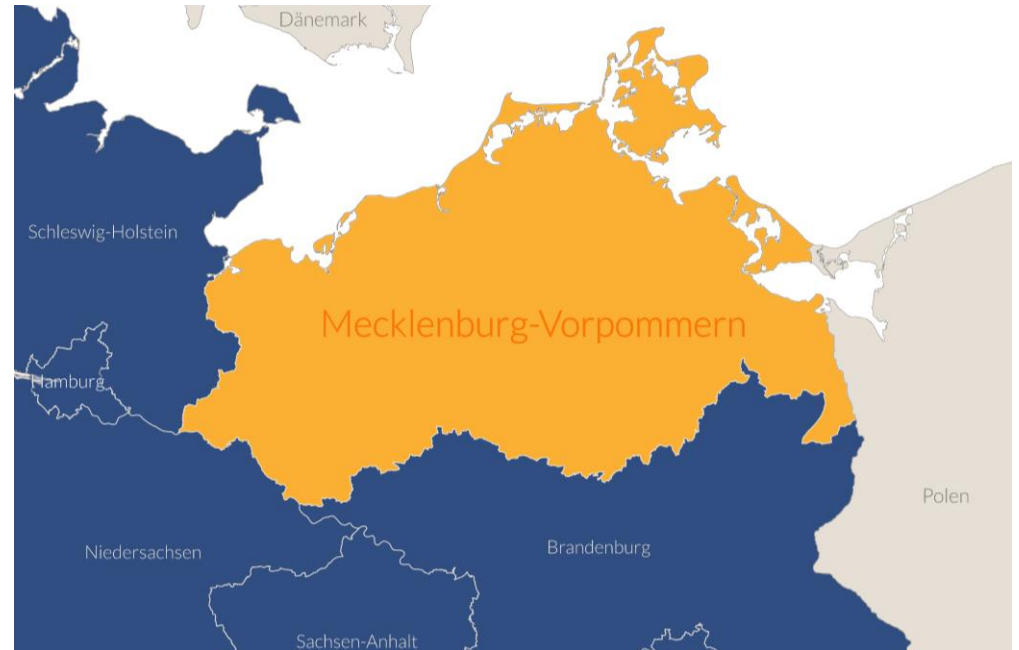 Dänemark
Schleswig-Holstein
Mecklenburg-Vorpommern
Hamburg
Polen
Niedersachsen
Brandenburg
Sachsen-Anhalt